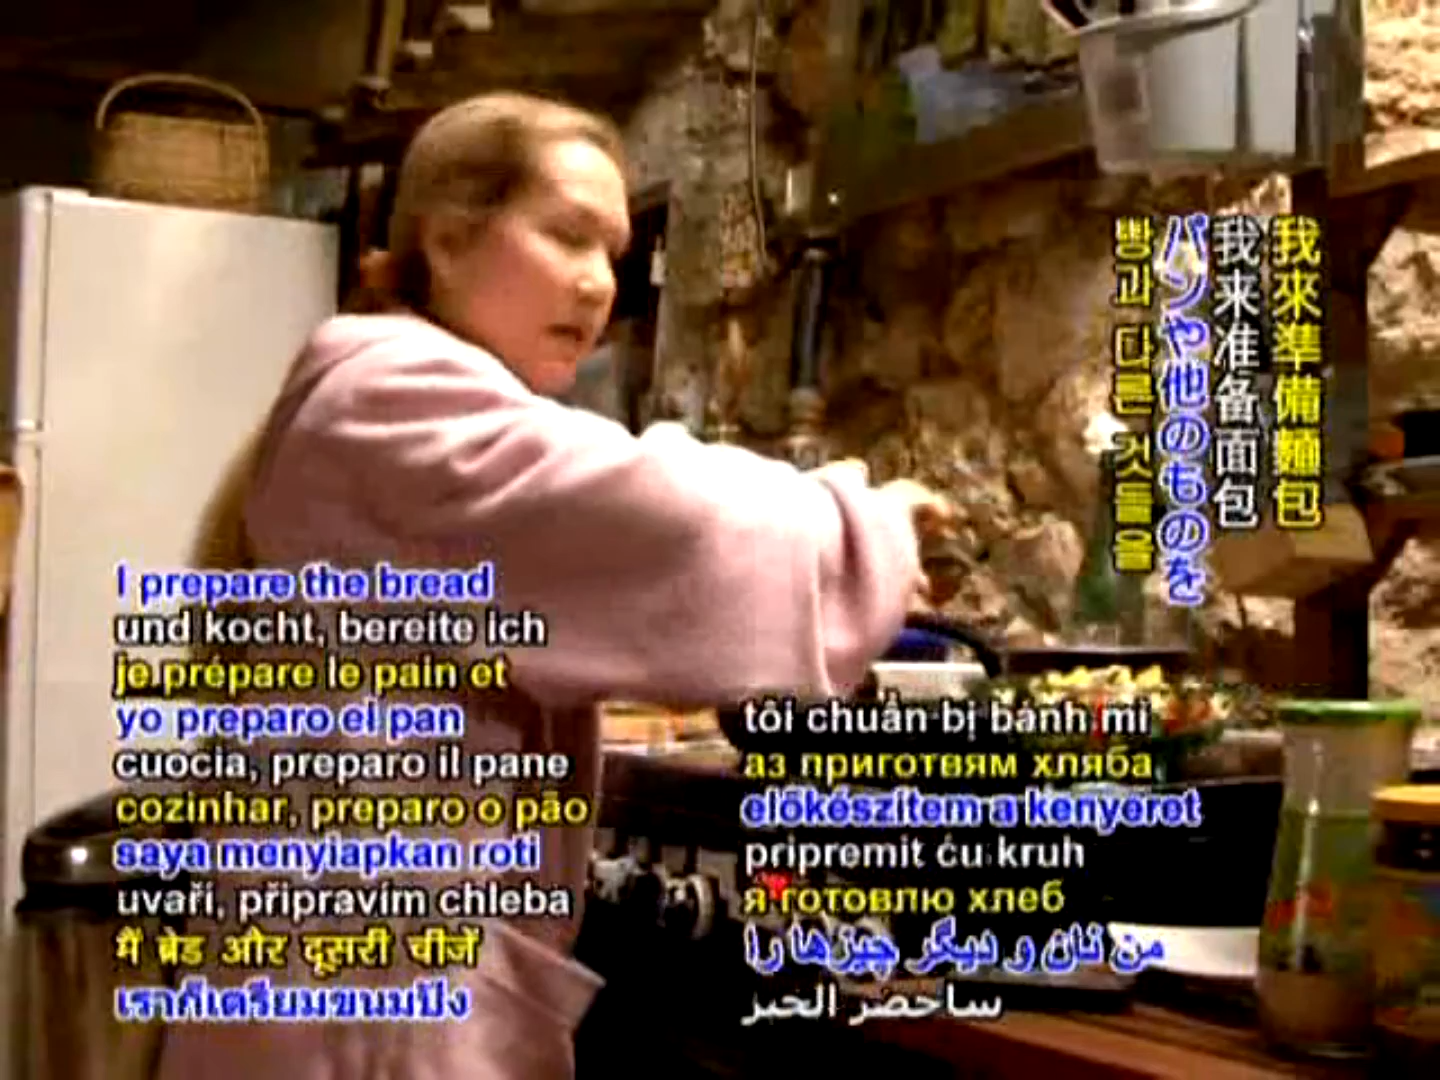 我來準備麵包
我来准备面包
パンや他のものを
빵과 다른 것들을
I prepare the bread
und kocht, bereite ich
je prépare le pain et
yo preparo el pan
cuocia, preparo il pane
cozinhar, preparo o pão
saya menyiapkan roti
uvaří, připravím chleba
मैं ब्रेड और दूसरी चीजें
เราก็เตรียมขนมปัง
tôi chuẩn bị bánh mì
аз приготвям хляба
előkészítem a kenyeret
pripremit ću kruh
я готовлю хлеб
من نان و دیگر چیزها را
سأحضر الخبز